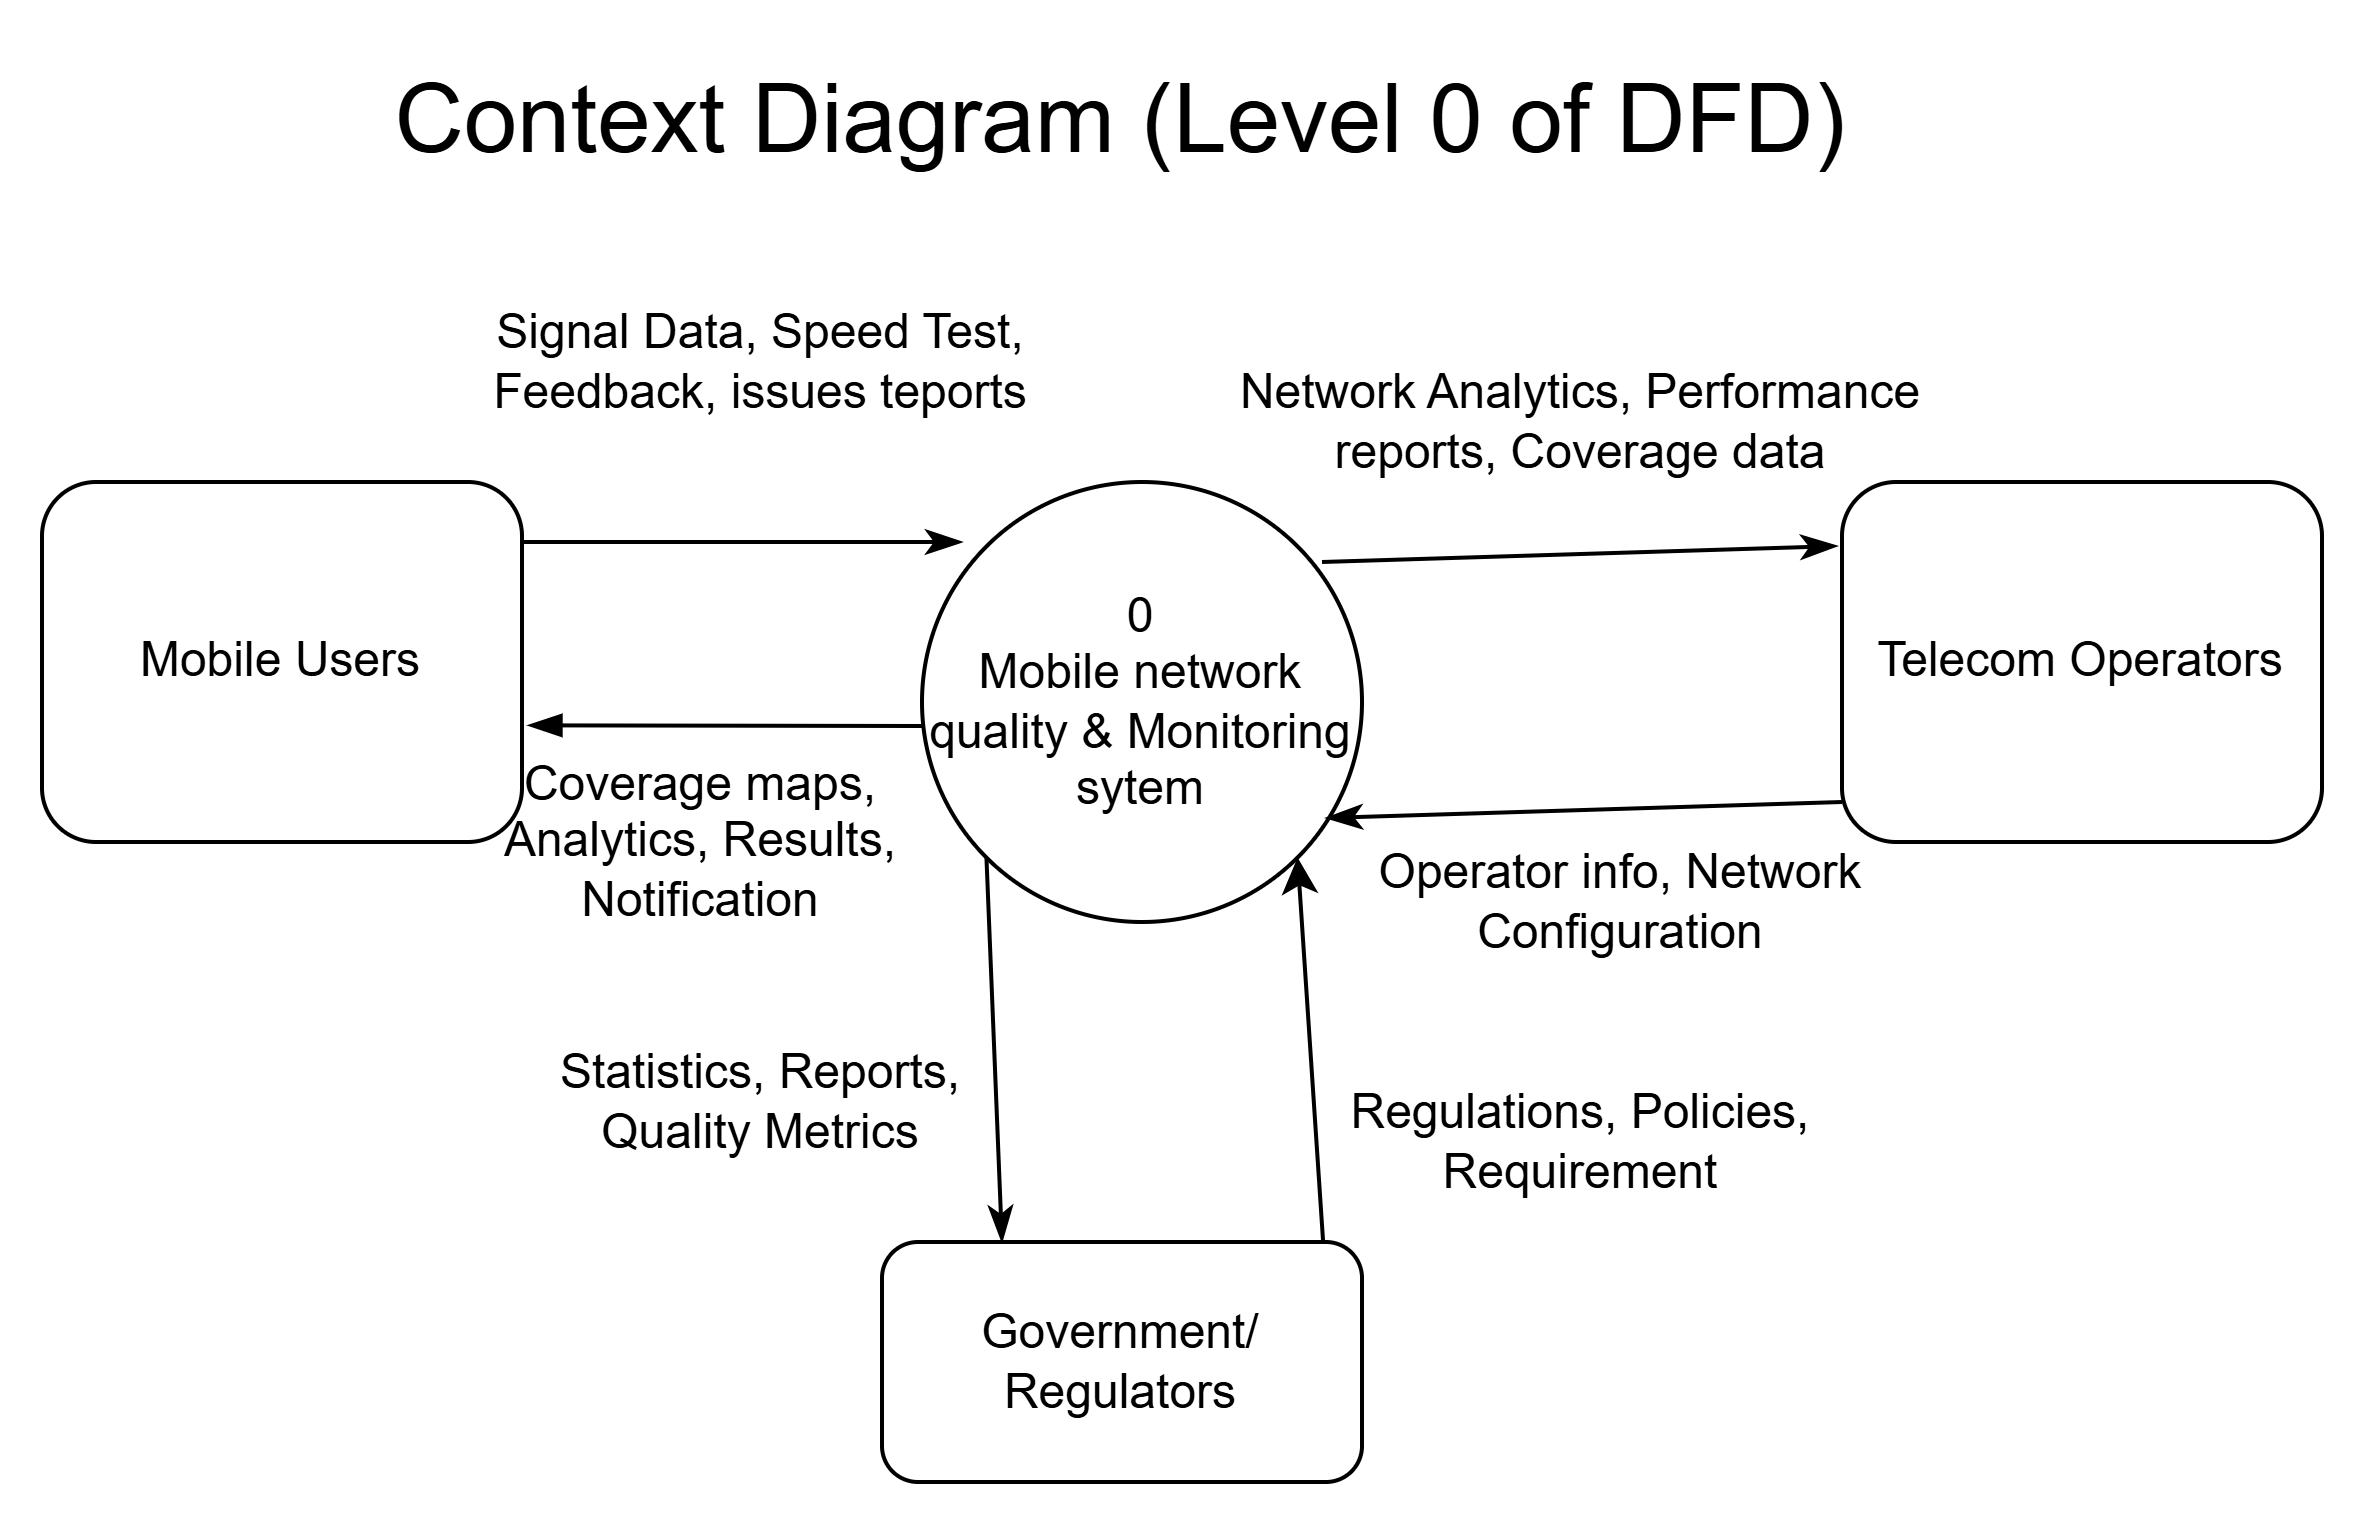 Context Diagram (Level 0 of DFD)
Signal Data, Speed Test,
Feedback, issues teports
Network Analytics, Performance
reports, Coverage data
Mobile Users
0
Mobile network
quality & Monitoring
sytem
Telecom Operators
Coverage maps,
Analytics, Results,
Notification
Operator info, Network
Configuration
Statistics, Reports,
Quality Metrics
Regulations, Policies,
Requirement
Government/
Regulators